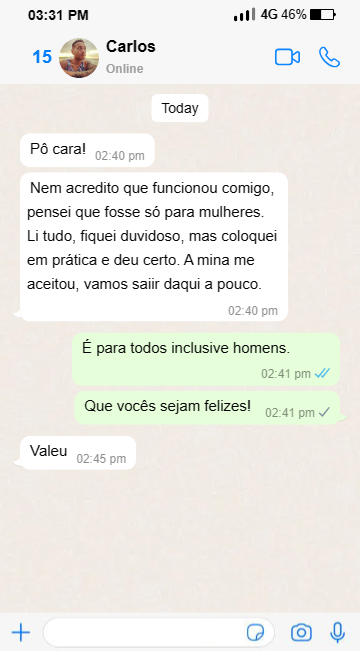 03:31 PM
4G 46%
15
Carlos
Online
Today
Pô cara!
02:40 pm
Nem acredito que funcionou comigo,
pensei que fosse só para mulheres.
Li tudo, fiquei duvidoso, mas coloquei
em prática e deu certo. A mina me
aceitou, vamos saiir daqui a pouco.
02:40 pm
É para todos inclusive homens.
02:41 pm
Que vocês sejam felizes!
02:41 pm
Valeu
02:45 pm